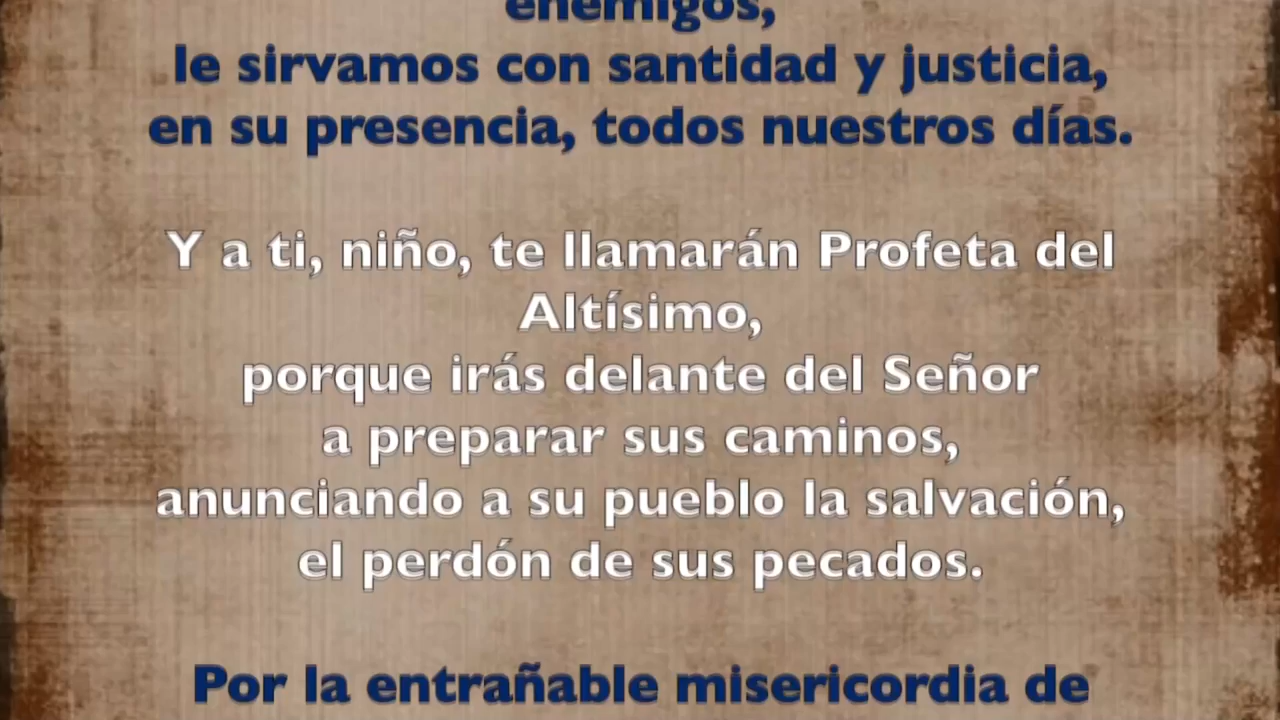 enemigos,
le sirvamos con santidad y justicia,
en su presencia, todos nuestros días.
Y a ti, niño, te llamarán Profeta del
Altísimo,
porque irás delante del Señor
a preparar sus caminos,
anunciando a su pueblo la salvación,
el perdón de sus pecados.
Por la entrañable misericordia de